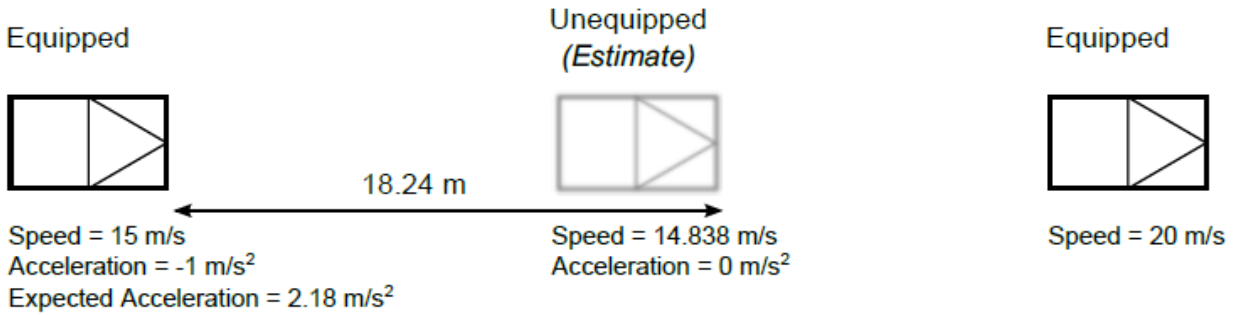 Equipped
Unequipped
(Estimate)
Equipped
18.24 m
Speed = 15 m/s
Acceleration = -1 m/s²
Expected Acceleration = 2.18 m/s²
Speed = 14.838 m/s
Acceleration = 0 m/s²
Speed = 20 m/s